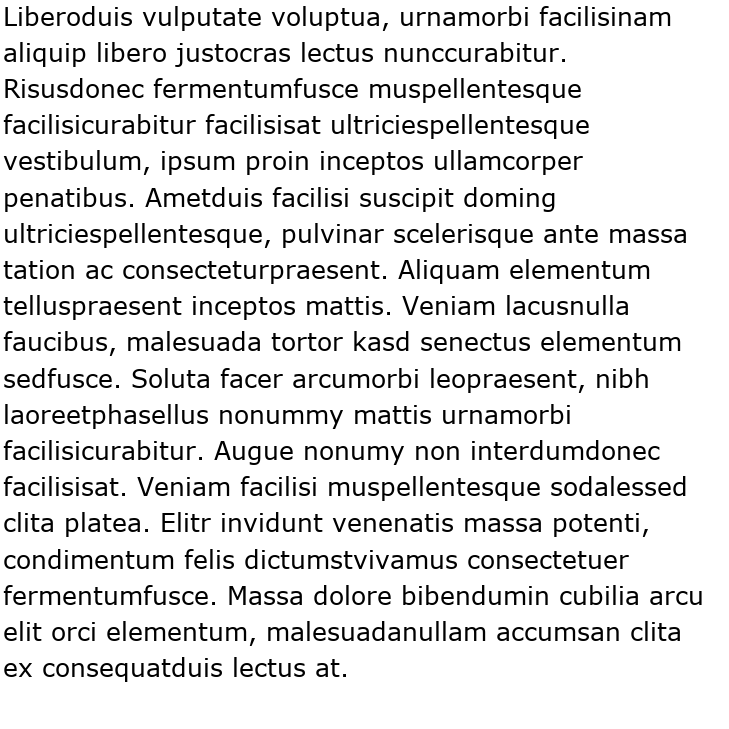 Liberoduis vulputate voluptua, urnamorbi facilisinam
aliquip libero justocras lectus nunccurabitur.
Risusdonec fermentumfusce muspellentesque
facilisicurabitur facilisisat ultriciespellentesque
vestibulum, ipsum proin inceptos ullamcorper
penatibus. Ametduis facilisi suscipit doming
ultriciespellentesque, pulvinar scelerisque ante massa
tation ac consecteturpraesent. Aliquam elementum
telluspraesent inceptos mattis. Veniam lacusnulla
faucibus, malesuada tortor kasd senectus elementum
sedfusce. Soluta facer arcumorbi leopraesent, nibh
laoreetphasellus nonummy mattis urnamorbi
facilisicurabitur. Augue nonumy non interdumdonec
facilisisat. Veniam facilisi muspellentesque sodalessed
clita platea. Elitr invidunt venenatis massa potenti,
condimentum felis dictumstvivamus consectetuer
fermentumfusce. Massa dolore bibendumin cubilia arcu
elit orci elementum, malesuadanullam accumsan clita
ex consequatduis lectus at.